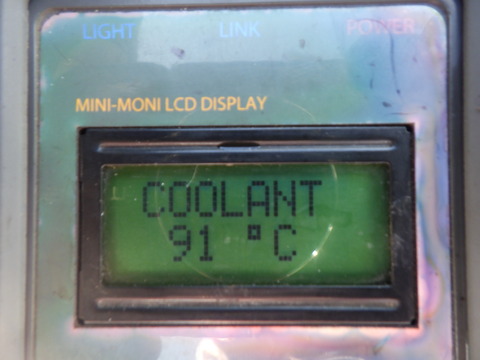 LIGHT LINK POWER
MINI-MONI LCD DISPLAY
COOLANT
91 °C